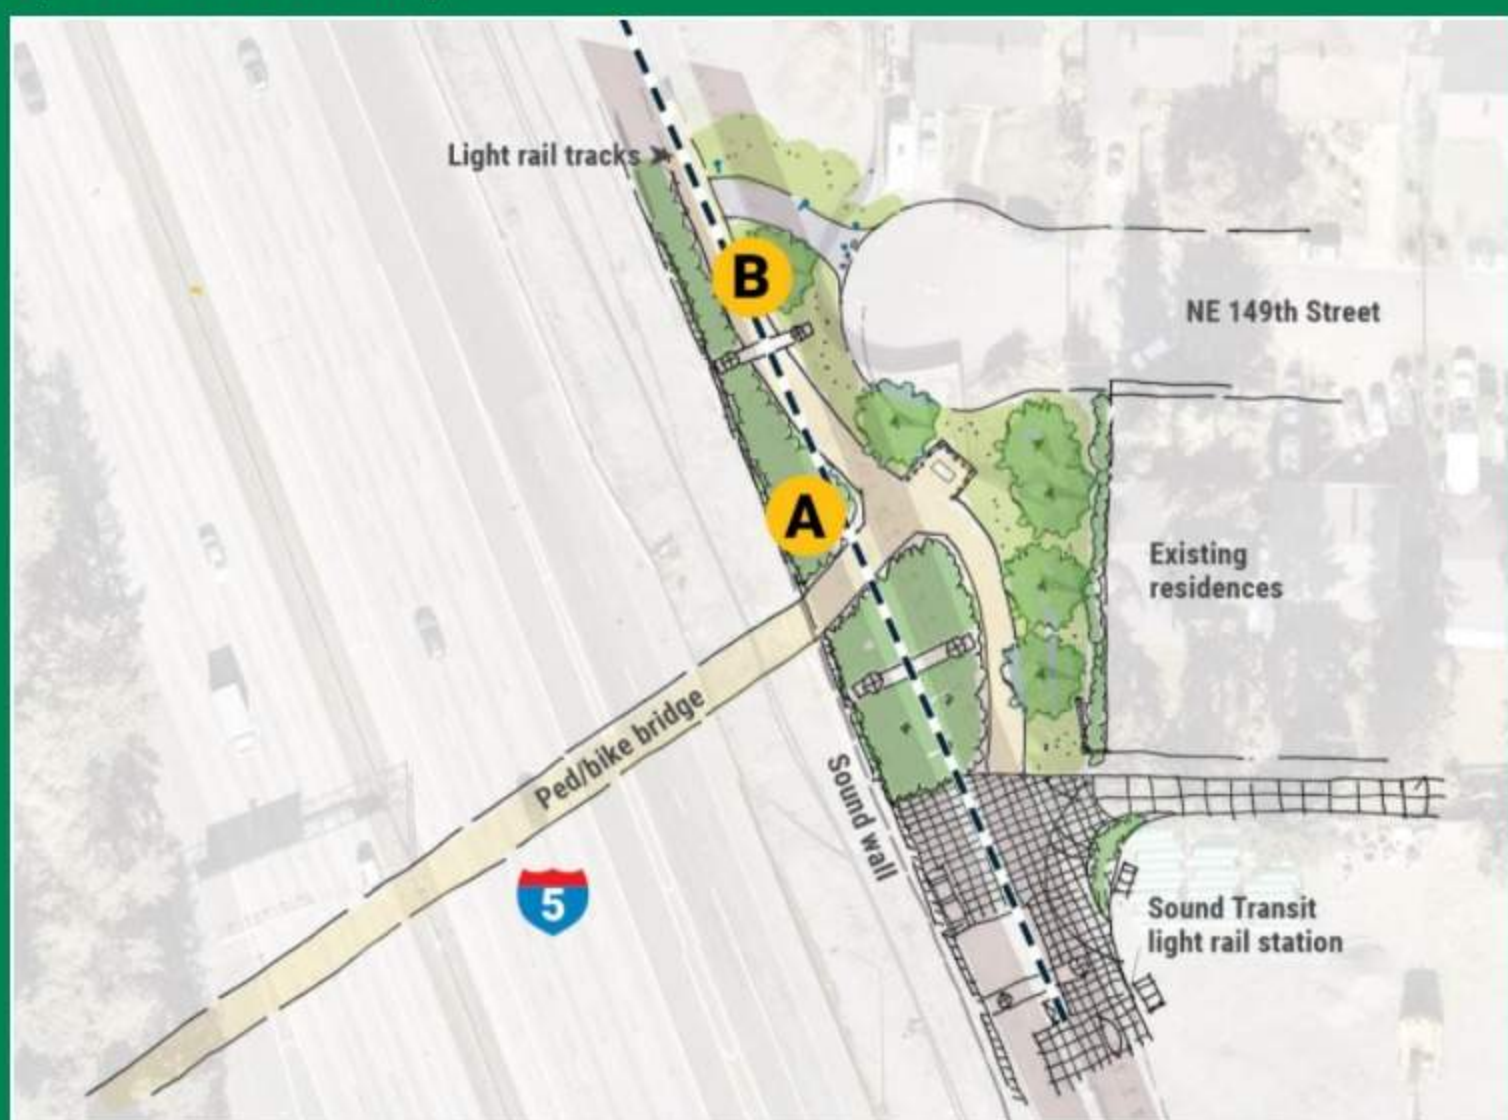 Light rail tracks
B
NE 149th Street
A
Existing
residences
Ped/bike bridge
Sound wall
5
Sound Transit
light rail station